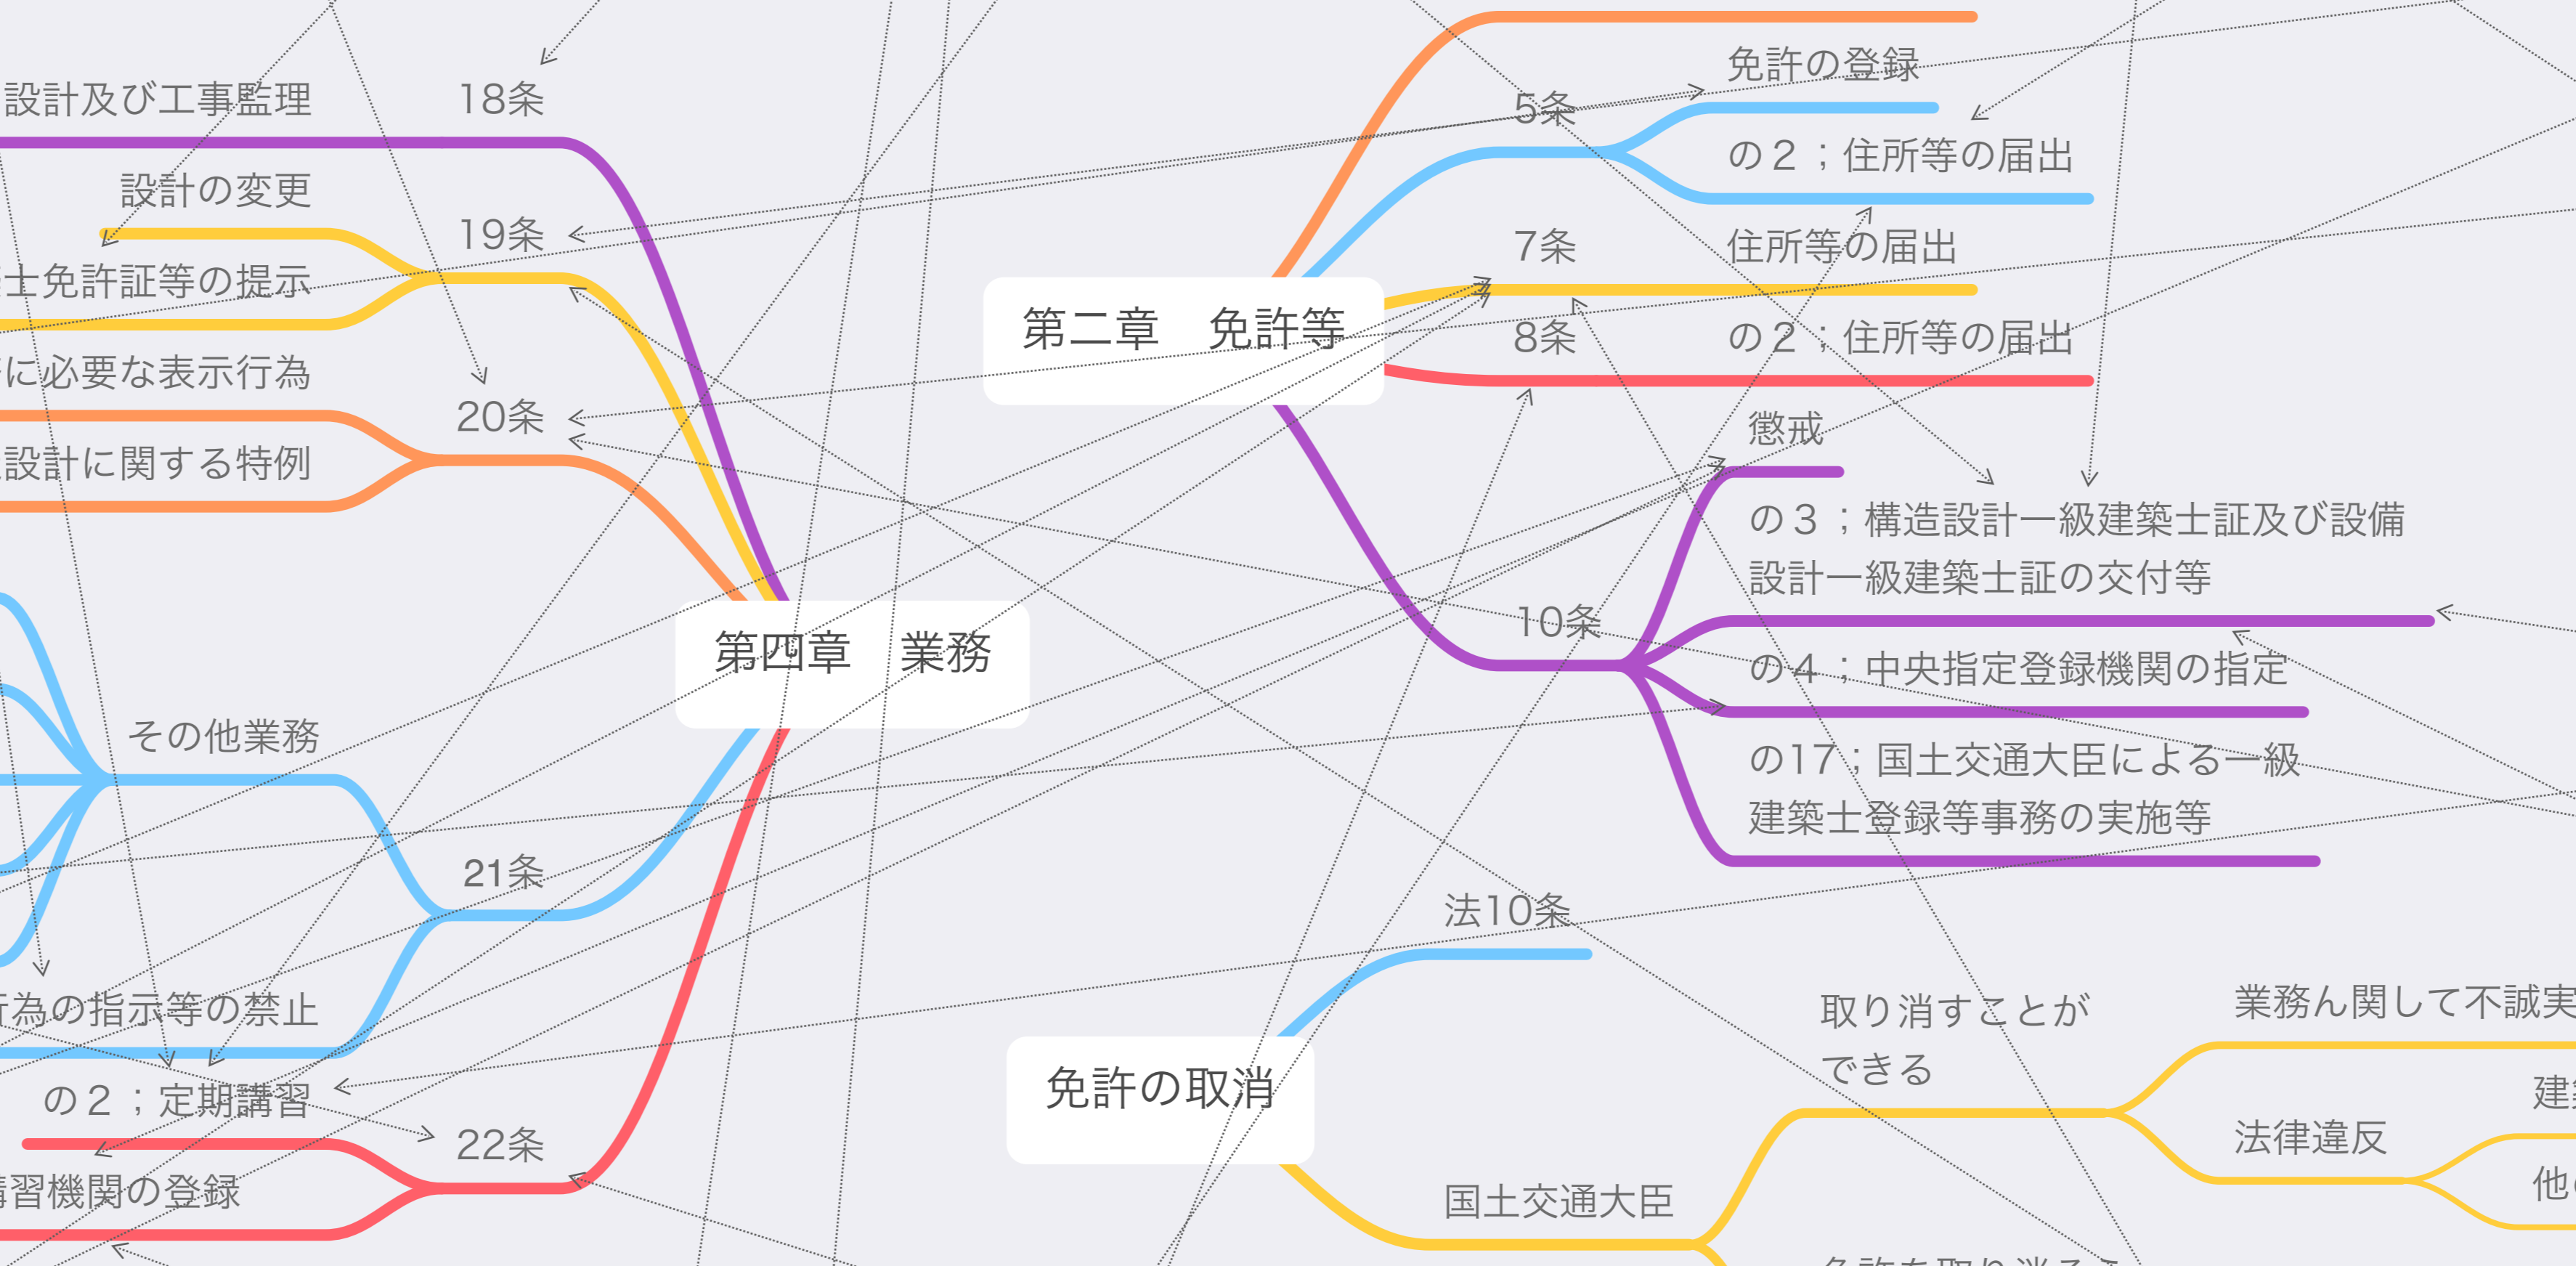 設計及び工事監理
18条
設計の変更
19条
士免許証等の提示
に必要な表示行為
20条
設計に関する特例
第四章　業務
その他業務
21条
為の指示等の禁止
の２；定期講習
22条
習機関の登録
免許の登録
5条
の２；住所等の届出
7条
住所等の届出
第二章　免許等
8条
の２；住所等の届出
懲戒
の３；構造設計一級建築士証及び設備
設計一級建築士証の交付等
10条
の４；中央指定登録機関の指定
の17；国土交通大臣による一級
建築士登録等事務の実施等
法10条
免許の取消
取り消すことが
できる
業務ん関して不誠実
法律違反
建
他
国土交通大臣